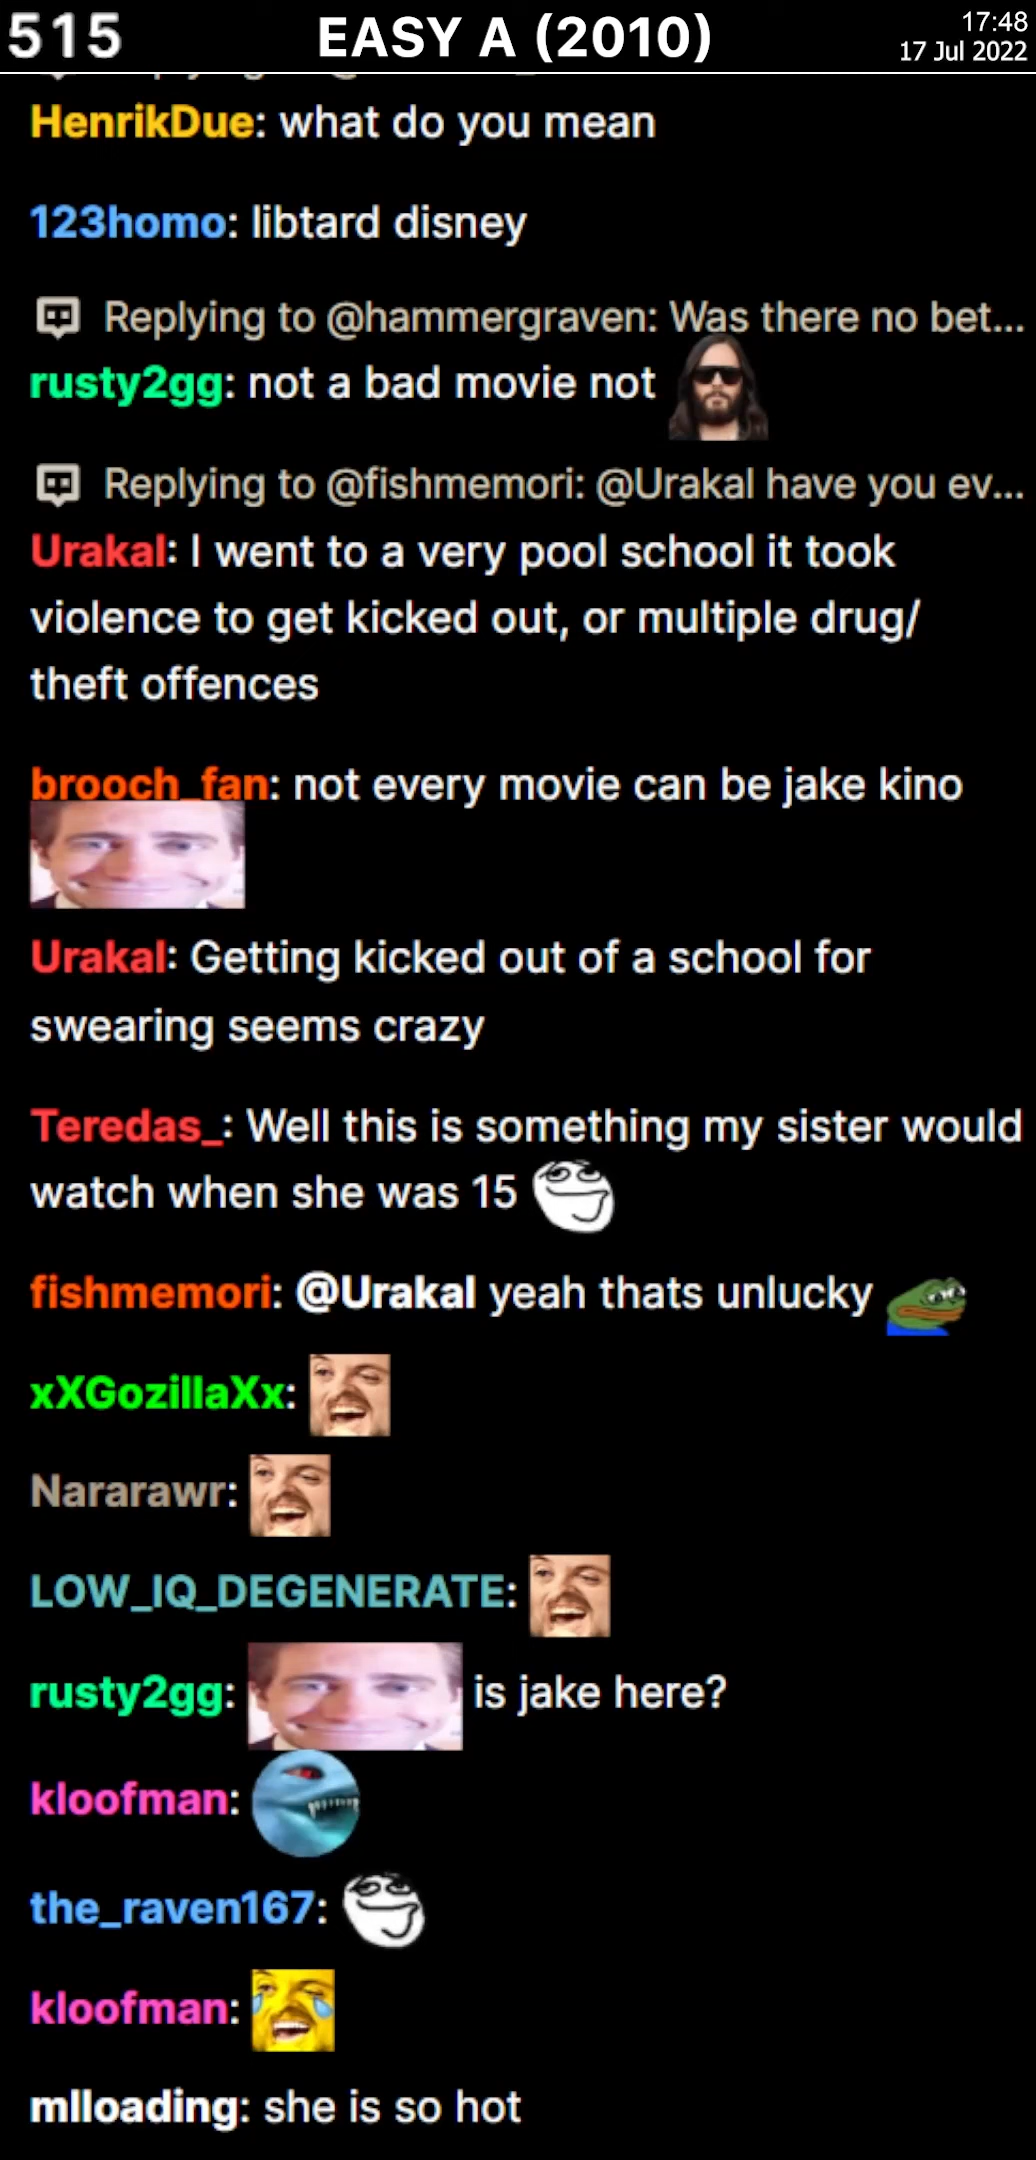 515 EASY A (2010) 17:48
17 Jul 2022
HenrikDue: what do you mean
123homo: libtard disney
Replying to @hammergraven: Was there no bet...
rusty2gg: not a bad movie not
Replying to @fishmemori: @Urakal have you ev...
Urakal: I went to a very pool school it took
violence to get kicked out, or multiple drug/
theft offences
brooch_fan: not every movie can be jake kino
Urakal: Getting kicked out of a school for
swearing seems crazy
Teredas_: Well this is something my sister would
watch when she was 15
fishmemori: @Urakal yeah thats unlucky
xXGozillaXx:
Nararawr:
LOW_IQ_DEGENERATE:
rusty2gg: is jake here?
kloofman:
the_raven167:
kloofman:
mlloading: she is so hot